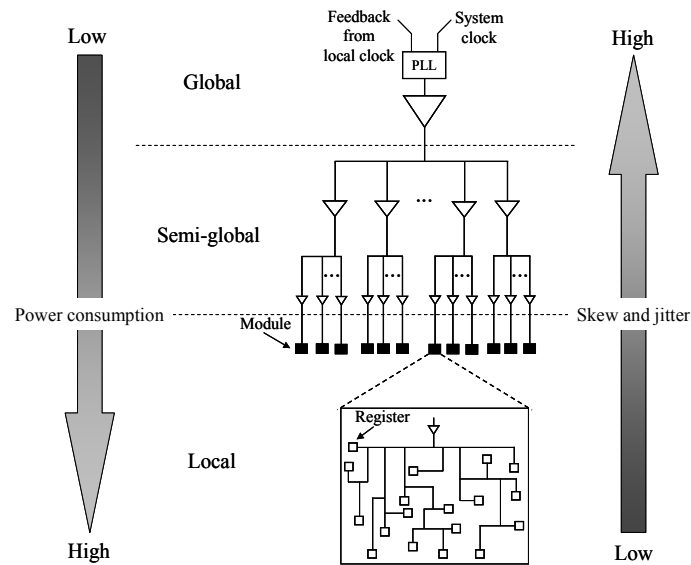 Feedback
from
local clock
System
clock
Low
High
PLL
Global
...
Semi-global
... ... ... ...
Power consumption
Skew and jitter
Module
Register
Local
High
Low